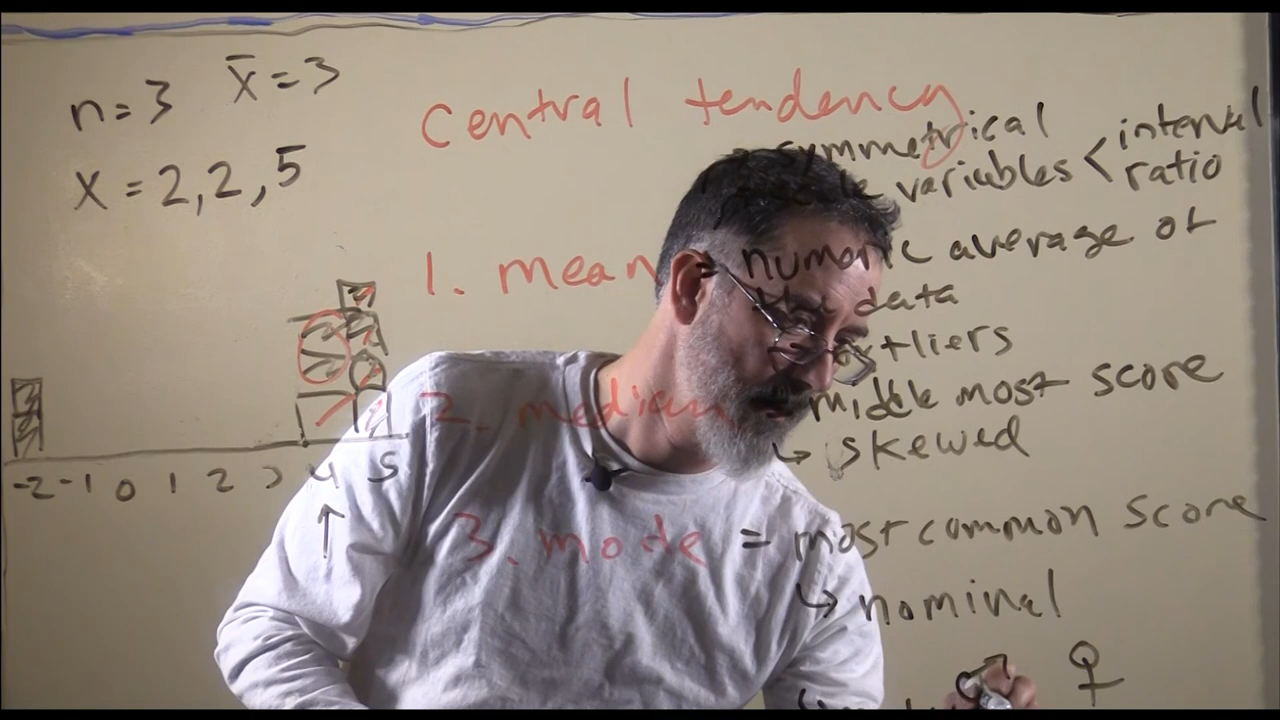 n=3 x̄=3
X=2,2,5
central tendency
symmetrical
variables < interval
ratio
1. mean = numeric average of
the data
outliers
2. median = middle most score
↳ skewed
-2 -1 0 1 2 3 4 5
↑
3. mode = most common score
↳ nominal
♂ ♀